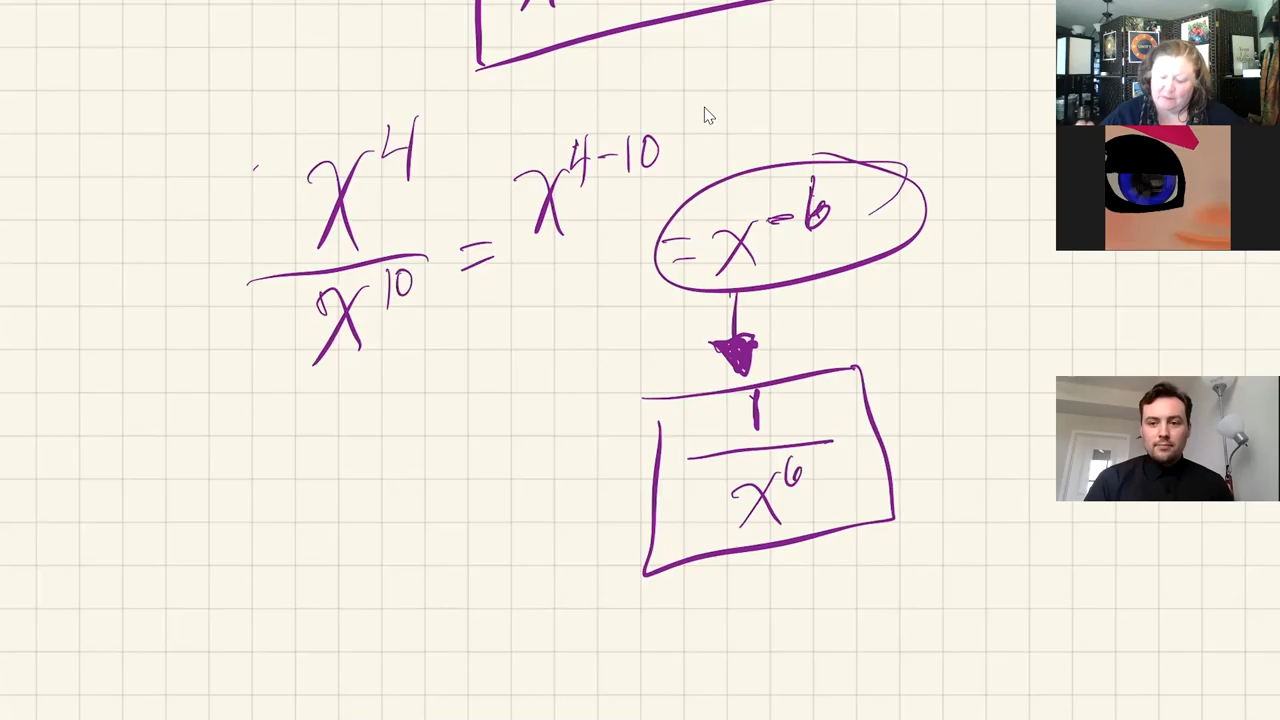 x^4/x^10 = x^4-10 = x^-6
1/x^6